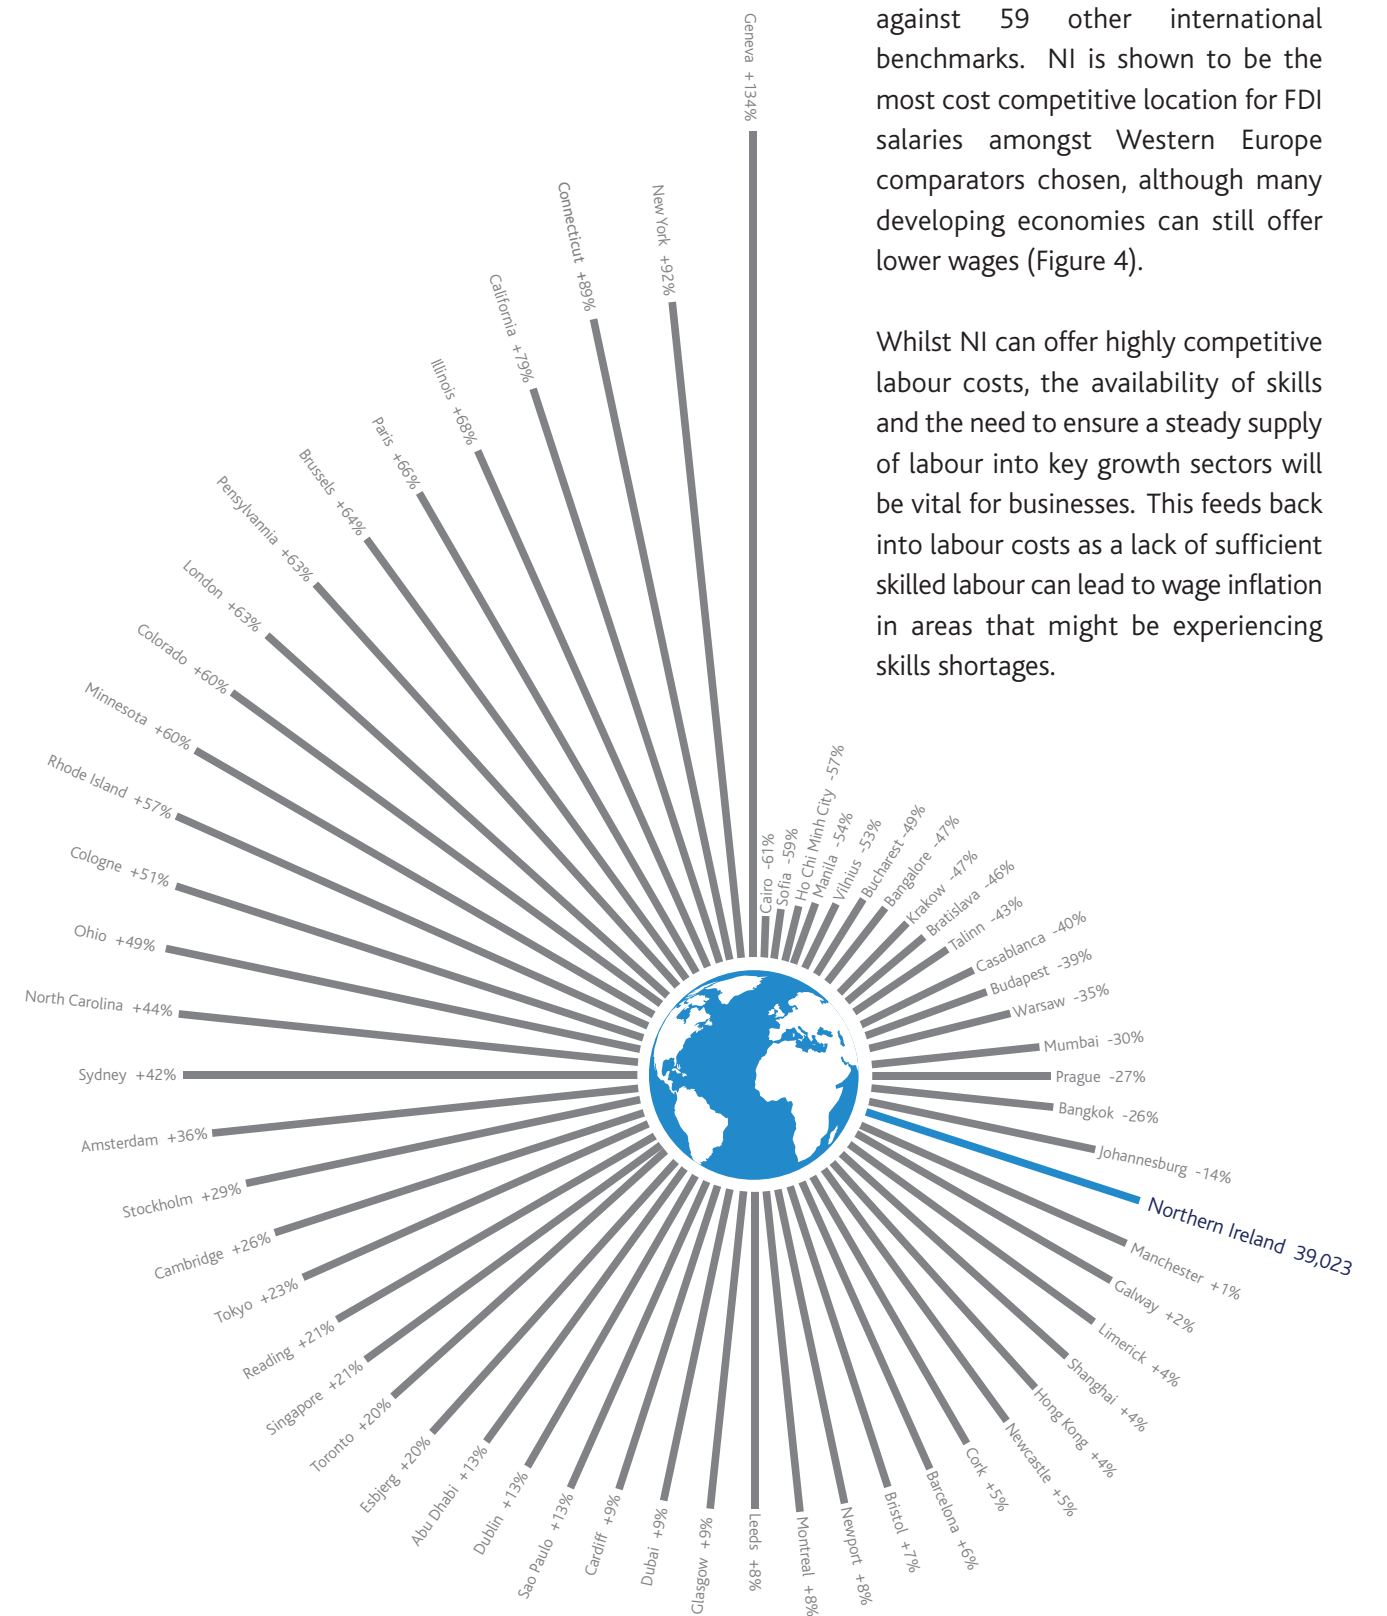 against 59 other international
benchmarks. NI is shown to be the
most cost competitive location for FDI
salaries amongst Western Europe
comparators chosen, although many
developing economies can still offer
lower wages (Figure 4).
Whilst NI can offer highly competitive
labour costs, the availability of skills
and the need to ensure a steady supply
of labour into key growth sectors will
be vital for businesses. This feeds back
into labour costs as a lack of sufficient
skilled labour can lead to wage inflation
in areas that might be experiencing
skills shortages.
Geneva +134%
Cairo -61%
Sofia -59%
Ho Chi Minh City -57%
Manila -54%
Vilnius -53%
Bucharest -49%
Bangalore -47%
Krakow -47%
Bratislava -46%
Talinn -43%
Casablanca -40%
Budapest -39%
Warsaw -35%
Mumbai -30%
Prague -27%
Bangkok -26%
Johannesburg -14%
Northern Ireland 39,023
Manchester +1%
Galway +2%
Limerick +4%
Shanghai +4%
Hong Kong +4%
Newcastle +5%
Cork +5%
Barcelona +6%
Bristol +7%
Newport +8%
Montreal +8%
Leeds +8%
Glasgow +9%
Dubai +9%
Cardiff +9%
Sao Paulo +13%
Dublin +13%
Abu Dhabi +13%
Esbjerg +20%
Toronto +20%
Singapore +21%
Reading +21%
Tokyo +23%
Cambridge +26%
Stockholm +29%
Amsterdam +36%
Sydney +42%
North Carolina +44%
Ohio +49%
Cologne +51%
Rhode Island +57%
Minnesota +60%
Colorado +60%
London +63%
Pensylvannia +63%
Brussels +64%
Paris +66%
Illinois +68%
California +79%
Connecticut +89%
New York +92%